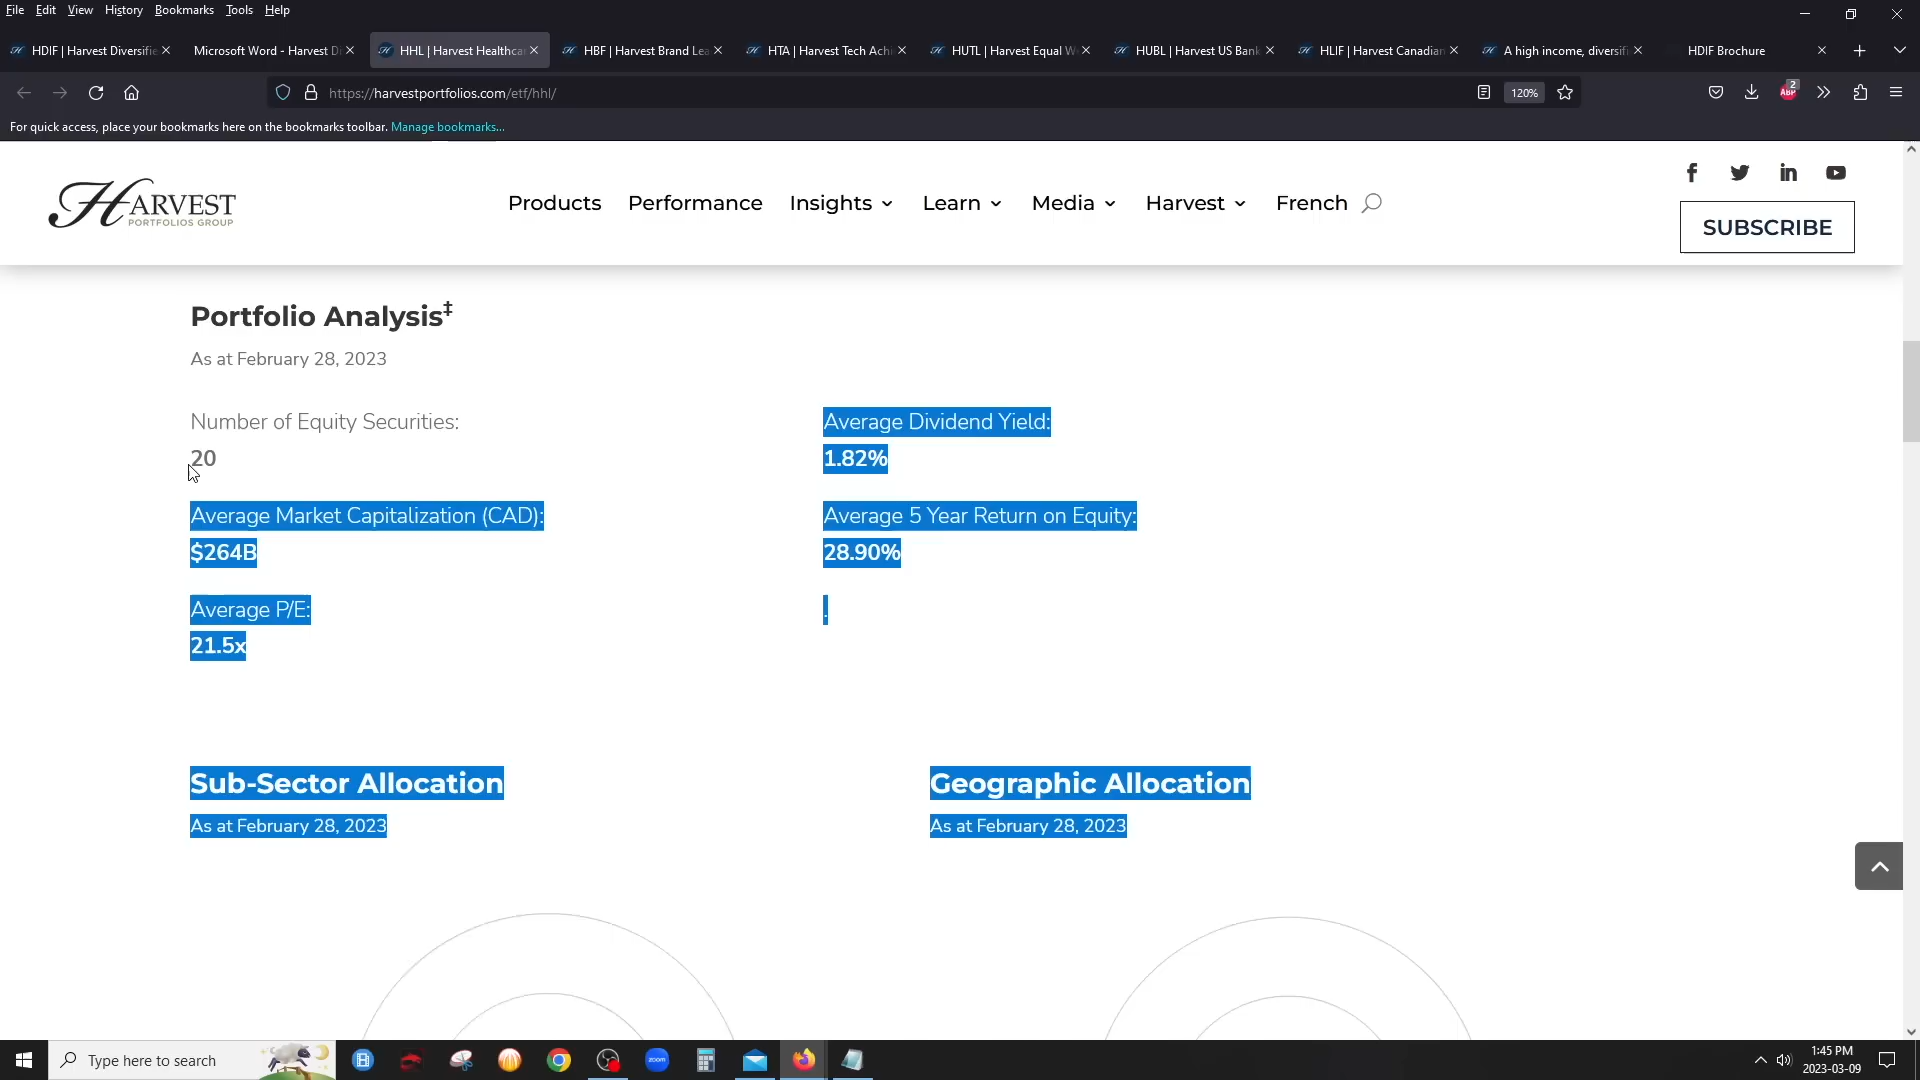 File Edit View History Bookmarks Tools Help
HDIF | Harvest Diversifie
Microsoft Word - Harvest D
HHL | Harvest Healthca
HBF | Harvest Brand Lea
HTA | Harvest Tech Achi
HUTL | Harvest Equal W
HUBL | Harvest US Bank
HLIF | Harvest Canadian
A high income, diversifi
HDIF Brochure
https://harvestportfolios.com/etf/hhl/
120%
ABP
2
For quick access, place your bookmarks here on the bookmarks toolbar. Manage bookmarks...
HARVEST
PORTFOLIOS GROUP
Products Performance Insights Learn Media Harvest French
SUBSCRIBE
Portfolio Analysis‡
As at February 28, 2023
Number of Equity Securities:
20
Average Dividend Yield:
1.82%
Average Market Capitalization (CAD):
$264B
Average 5 Year Return on Equity:
28.90%
Average P/E:
21.5x
.
Sub-Sector Allocation
As at February 28, 2023
Geographic Allocation
As at February 28, 2023
Type here to search
zoom
1:45 PM
2023-03-09